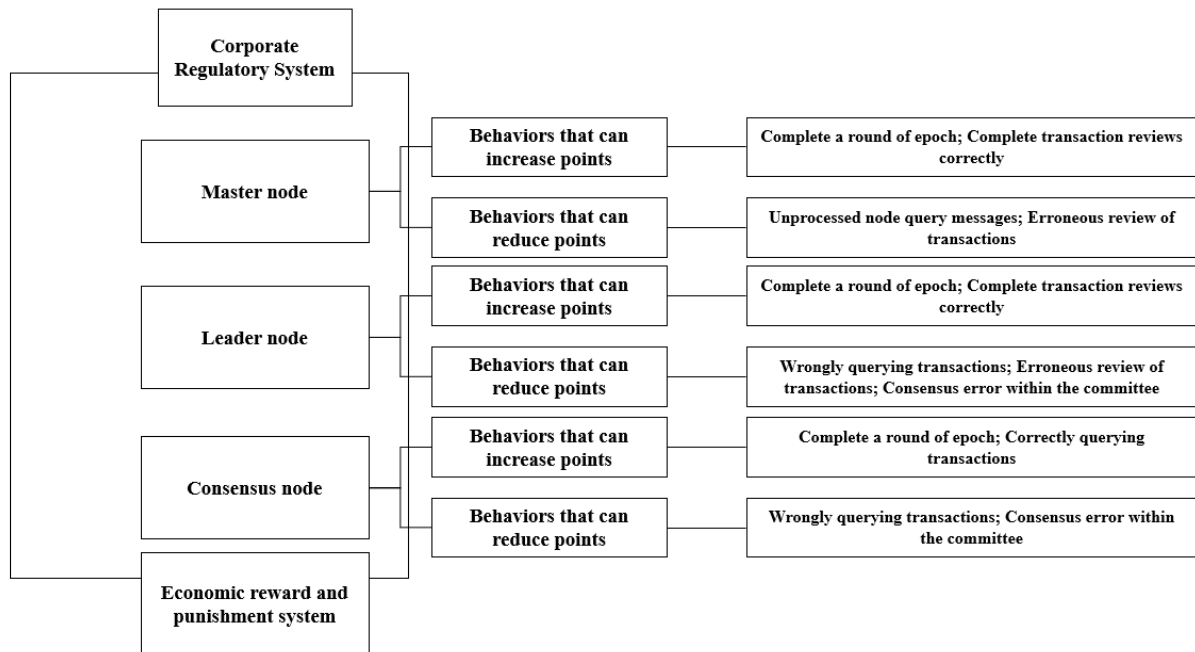 Corporate
Regulatory System
Master node
Behaviors that can
increase points
Complete a round of epoch; Complete transaction reviews
correctly
Behaviors that can
reduce points
Unprocessed node query messages; Erroneous review of
transactions
Leader node
Behaviors that can
increase points
Complete a round of epoch; Complete transaction reviews
correctly
Behaviors that can
reduce points
Wrongly querying transactions; Erroneous review of
transactions; Consensus error within the committee
Consensus node
Behaviors that can
increase points
Complete a round of epoch; Correctly querying
transactions
Behaviors that can
reduce points
Wrongly querying transactions; Consensus error within
the committee
Economic reward and
punishment system